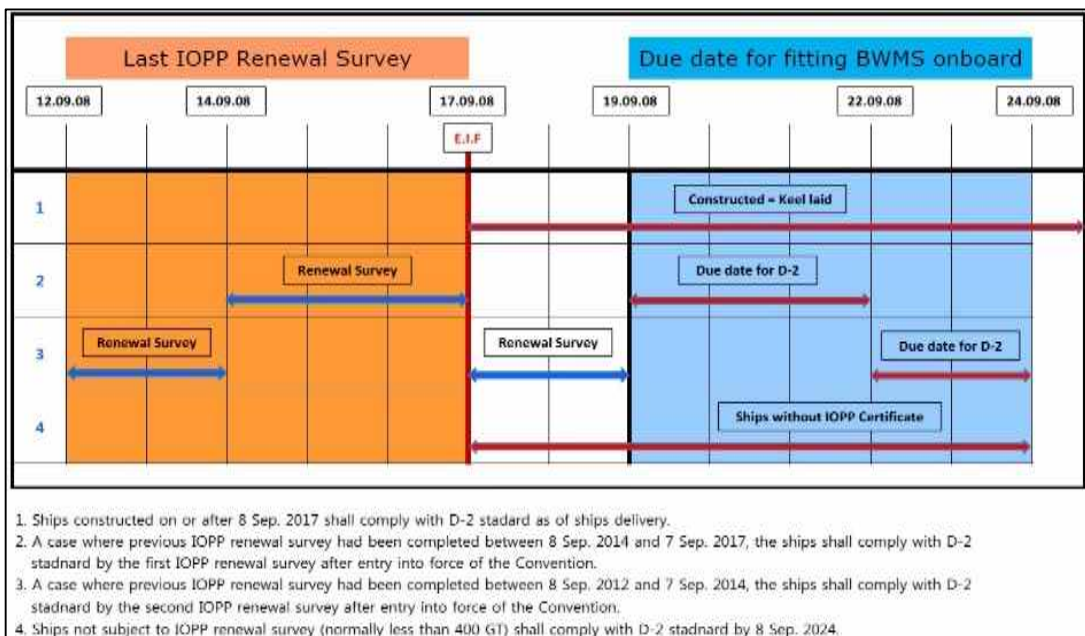 Last IOPP Renewal Survey
Due date for fitting BWMS onboard
12.09.08
14.09.08
17.09.08
19.09.08
22.09.08
24.09.08
E.I.F
1
Constructed = Keel laid
2
Renewal Survey
Due date for D-2
3
Renewal Survey
Renewal Survey
Due date for D-2
4
Ships without IOPP Certificate
1. Ships constructed on or after 8 Sep. 2017 shall comply with D-2 stadard as of ships delivery.
2. A case where previous IOPP renewal survey had been completed between 8 Sep. 2014 and 7 Sep. 2017, the ships shall comply with D-2
stadnard by the first IOPP renewal survey after entry into force of the Convention.
3. A case where previous IOPP renewal survey had been completed between 8 Sep. 2012 and 7 Sep. 2014, the ships shall comply with D-2
stadnard by the second IOPP renewal survey after entry into force of the Convention.
4. Ships not subject to IOPP renewal survey (normally less than 400 GT) shall comply with D-2 stadnard by 8 Sep. 2024.